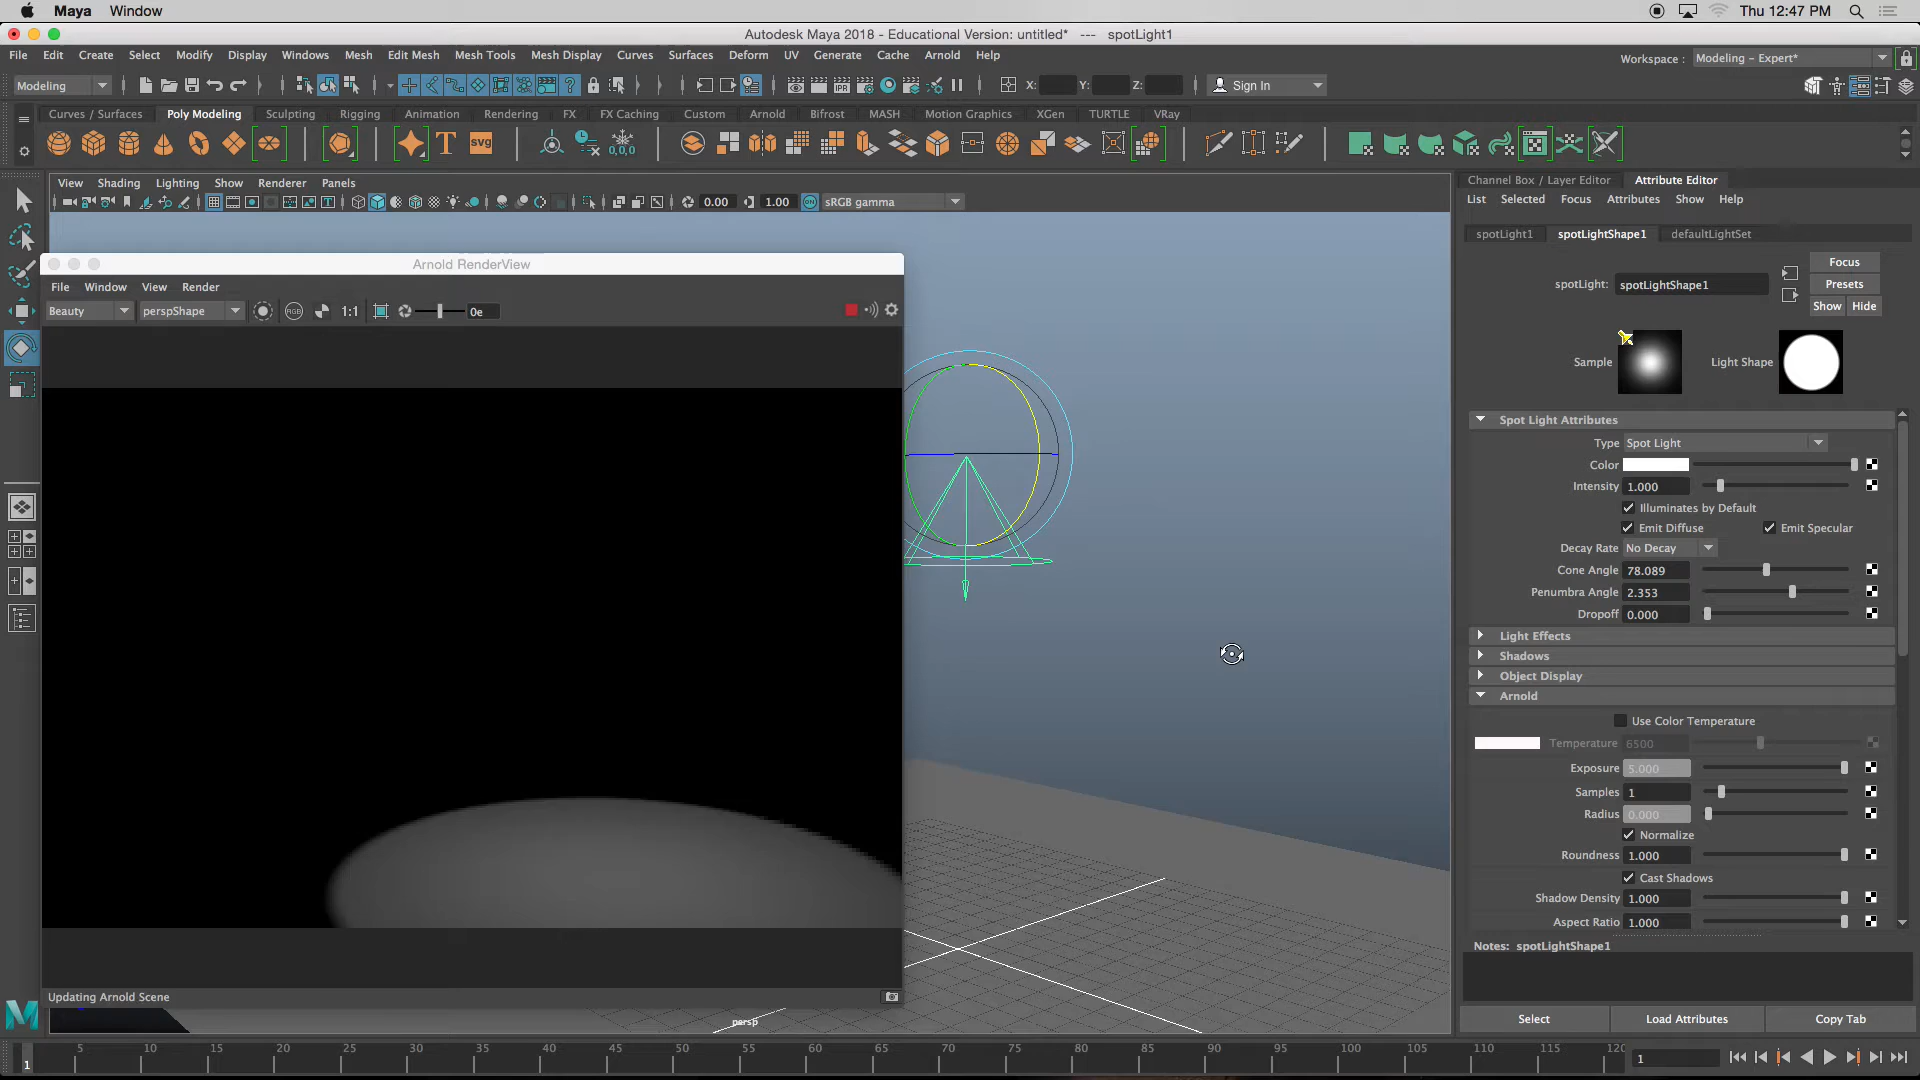 Maya Window Thu 12:47 PM
Autodesk Maya 2018 - Educational Version: untitled* --- spotLight1
File Edit Create Select Modify Display Windows Mesh Edit Mesh Mesh Tools Mesh Display Curves Surfaces Deform UV Generate Cache Arnold Help
Workspace : Modeling - Expert*
Modeling IPR X: Y: Z: Sign In
Curves / Surfaces Poly Modeling Sculpting Rigging Animation Rendering FX FX Caching Custom Arnold Bifrost MASH Motion Graphics XGen TURTLE VRay
T SVG 0,0,0
View Shading Lighting Show Renderer Panels
0.00 1.00 ON sRGB gamma
Channel Box / Layer Editor Attribute Editor
List Selected Focus Attributes Show Help
spotLight1 spotLightShape1 defaultLightSet
spotLight: spotLightShape1
Focus
Presets
Show Hide
Sample Light Shape
Spot Light Attributes
Type Spot Light
Color
Intensity 1.000
Illuminates by Default
Emit Diffuse Emit Specular
Decay Rate No Decay
Cone Angle 78.089
Penumbra Angle 2.353
Dropoff 0.000
Light Effects
Shadows
Object Display
Arnold
Use Color Temperature
Temperature 6500
Exposure 5.000
Samples 1
Radius 0.000
Normalize
Roundness 1.000
Cast Shadows
Shadow Density 1.000
Aspect Ratio 1.000
Notes: spotLightShape1
Select Load Attributes Copy Tab
Arnold RenderView
File Window View Render
Beauty perspShape RGB 1:1 0e
Updating Arnold Scene
persp
1 5 10 15 20 25 30 35 40 45 50 55 60 65 70 75 80 85 90 95 100 105 110 115 120
1